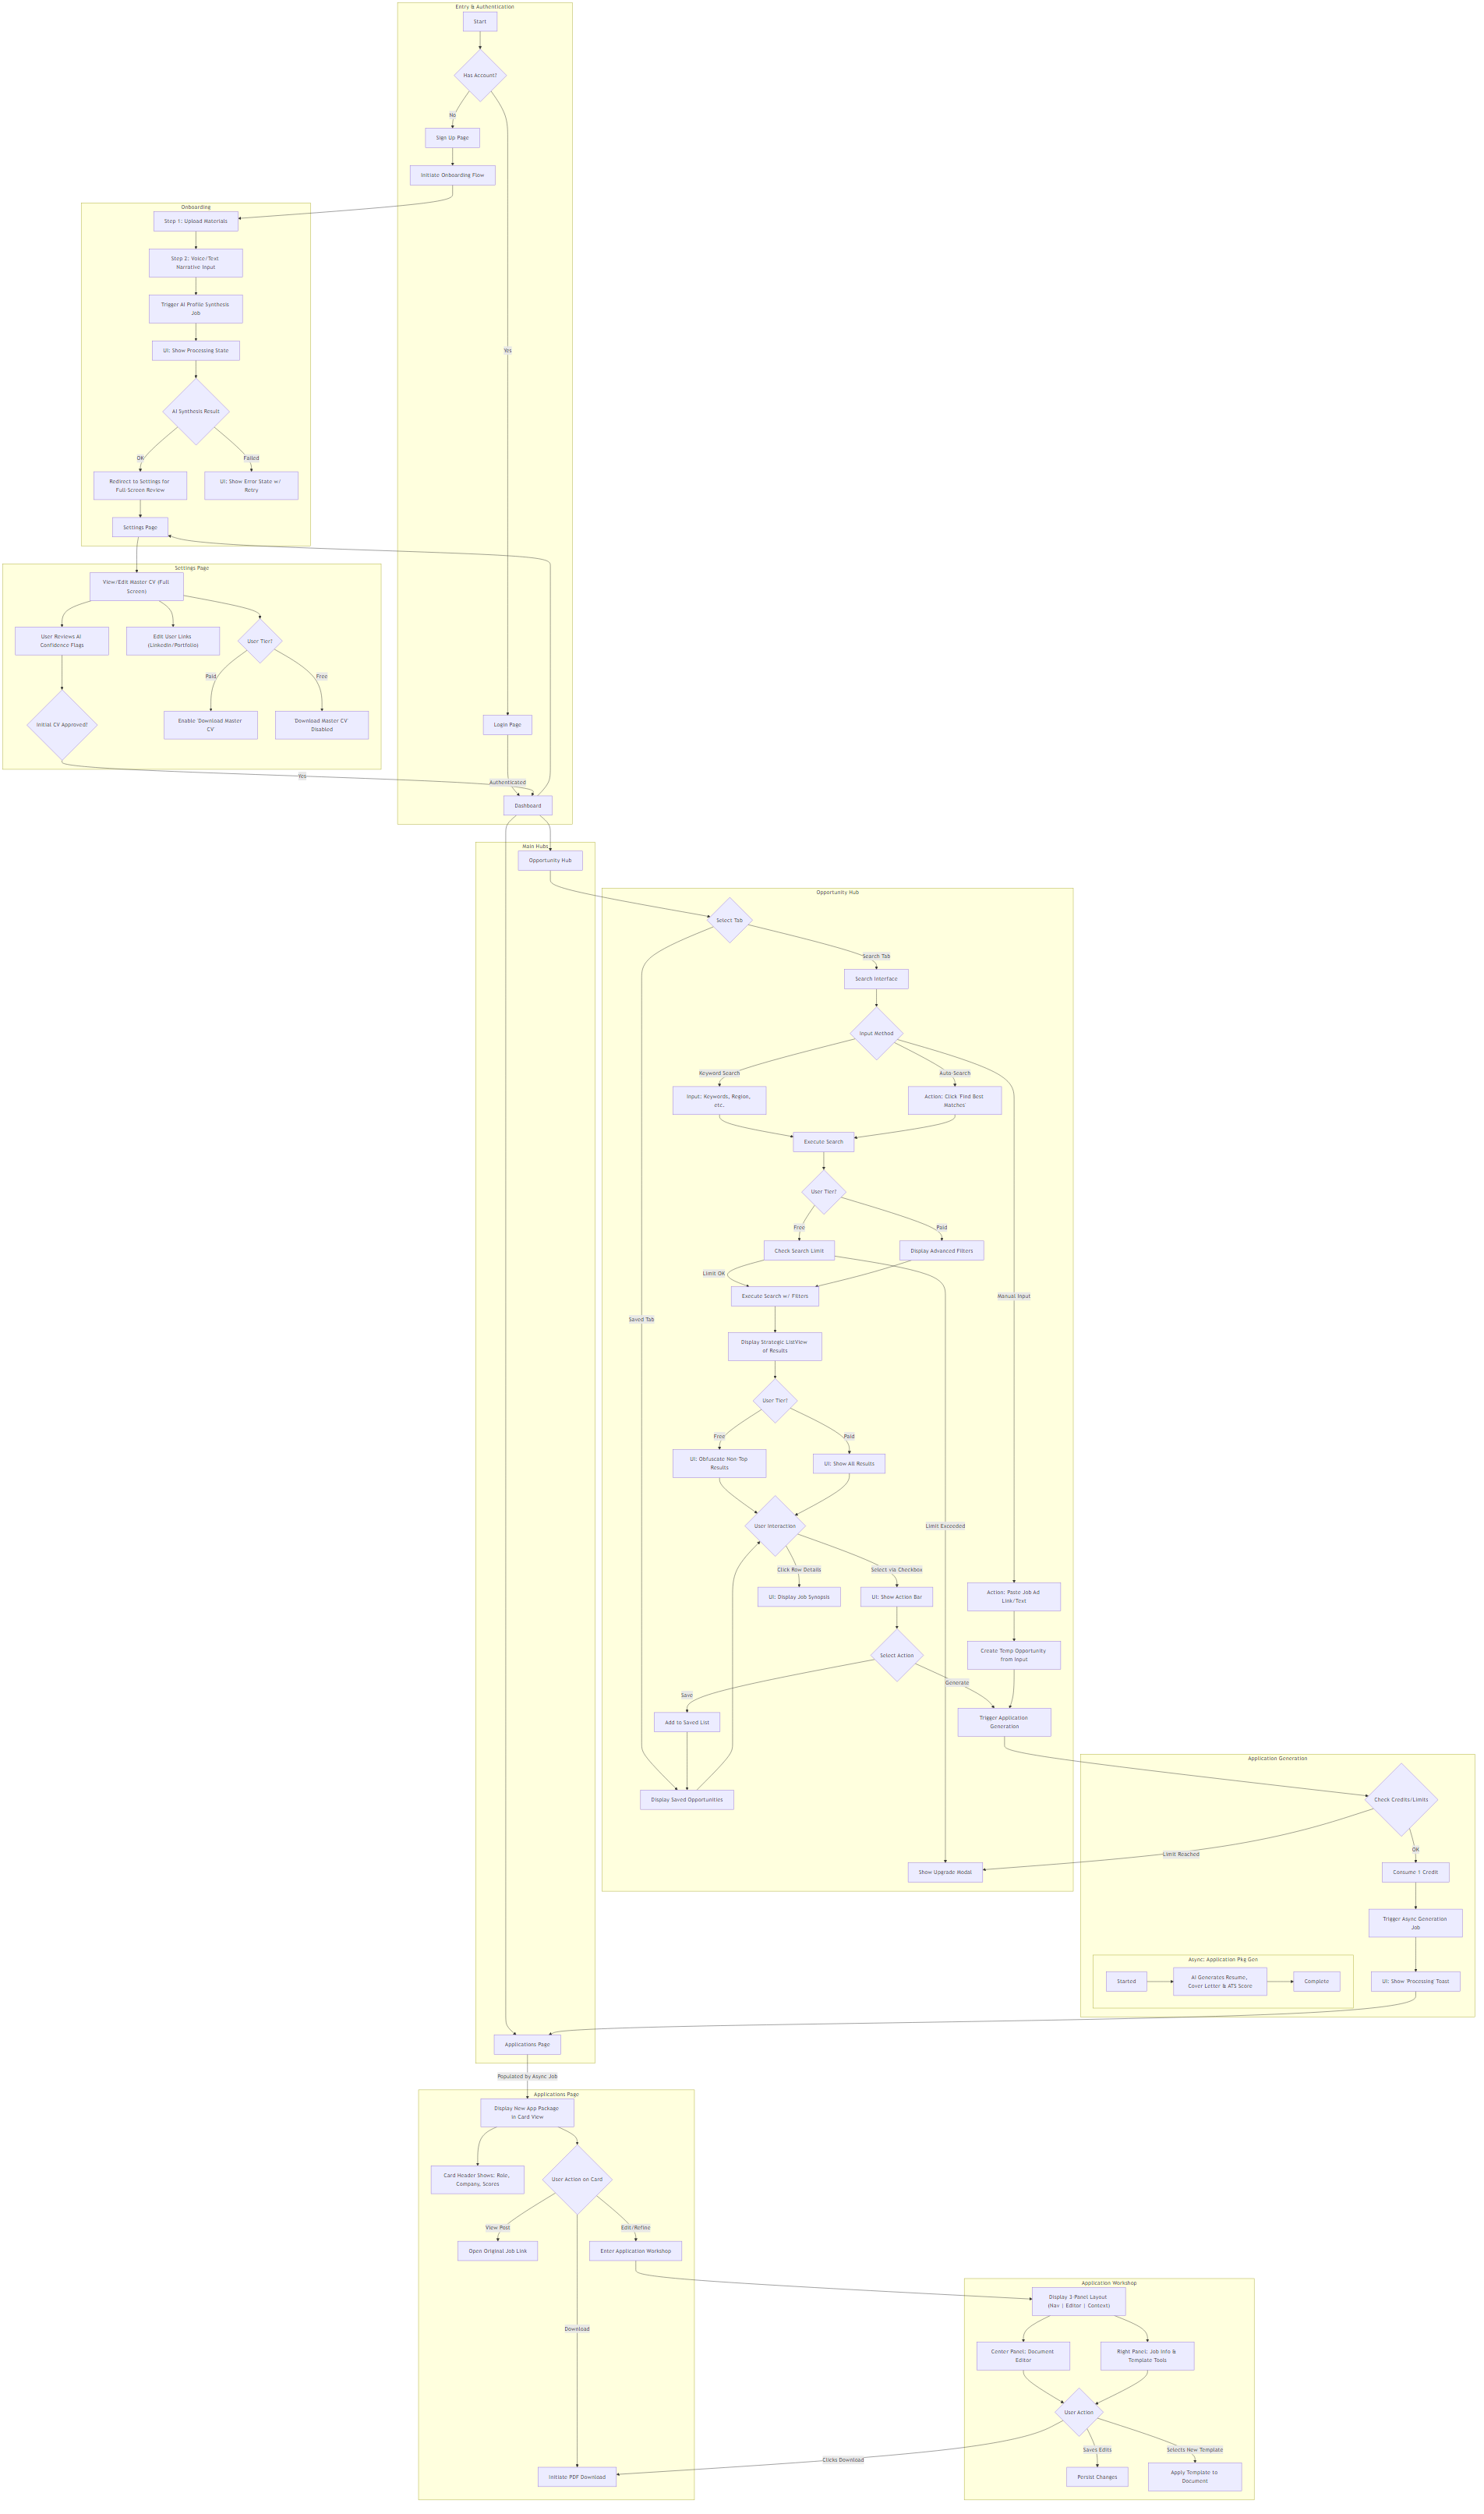 Entry & Authentication
Start
Has Account?
No
Sign Up Page
Initiate Onboarding Flow
Yes
Login Page
Authenticated
Dashboard
Onboarding
Step 1: Upload Materials
Step 2: Voice/Text
Narrative Input
Trigger AI Profile Synthesis
Job
UI: Show Processing State
AI Synthesis Result
OK
Failed
Redirect to Settings for
Full-Screen Review
UI: Show Error State w/
Retry
Settings Page
Settings Page
View/Edit Master CV (Full
Screen)
User Reviews AI
Confidence Flags
Edit User Links
(LinkedIn/Portfolio)
User Tier?
Paid
Free
Initial CV Approved?
Enable 'Download Master
CV'
'Download Master CV'
Disabled
Yes
Main Hubs
Opportunity Hub
Applications Page
Populated by Async Job
Opportunity Hub
Select Tab
Search Tab
Saved Tab
Search Interface
Input Method
Keyword Search
Auto-Search
Manual Input
Input: Keywords, Region,
etc.
Action: Click 'Find Best
Matches'
Execute Search
User Tier?
Free
Paid
Check Search Limit
Display Advanced Filters
Limit OK
Limit Exceeded
Execute Search w/ Filters
Display Strategic ListView
of Results
User Tier?
Free
Paid
UI: Obfuscate Non-Top
Results
UI: Show All Results
User Interaction
Click Row Details
Select via Checkbox
UI: Display Job Synopsis
UI: Show Action Bar
Action: Paste Job Ad
Link/Text
Select Action
Create Temp Opportunity
from Input
Save
Generate
Add to Saved List
Trigger Application
Generation
Display Saved Opportunities
Show Upgrade Modal
Application Generation
Check Credits/Limits
Limit Reached
OK
Consume 1 Credit
Trigger Async Generation
Job
UI: Show 'Processing' Toast
Async: Application Pkg Gen
Started
AI Generates Resume,
Cover Letter & ATS Score
Complete
Applications Page
Display New App Package
in Card View
Card Header Shows: Role,
Company, Scores
User Action on Card
View Post
Download
Edit/Refine
Open Original Job Link
Enter Application Workshop
Initiate PDF Download
Application Workshop
Display 3-Panel Layout
(Nav | Editor | Context)
Center Panel: Document
Editor
Right Panel: Job Info &
Template Tools
User Action
Clicks Download
Saves Edits
Selects New Template
Persist Changes
Apply Template to
Document